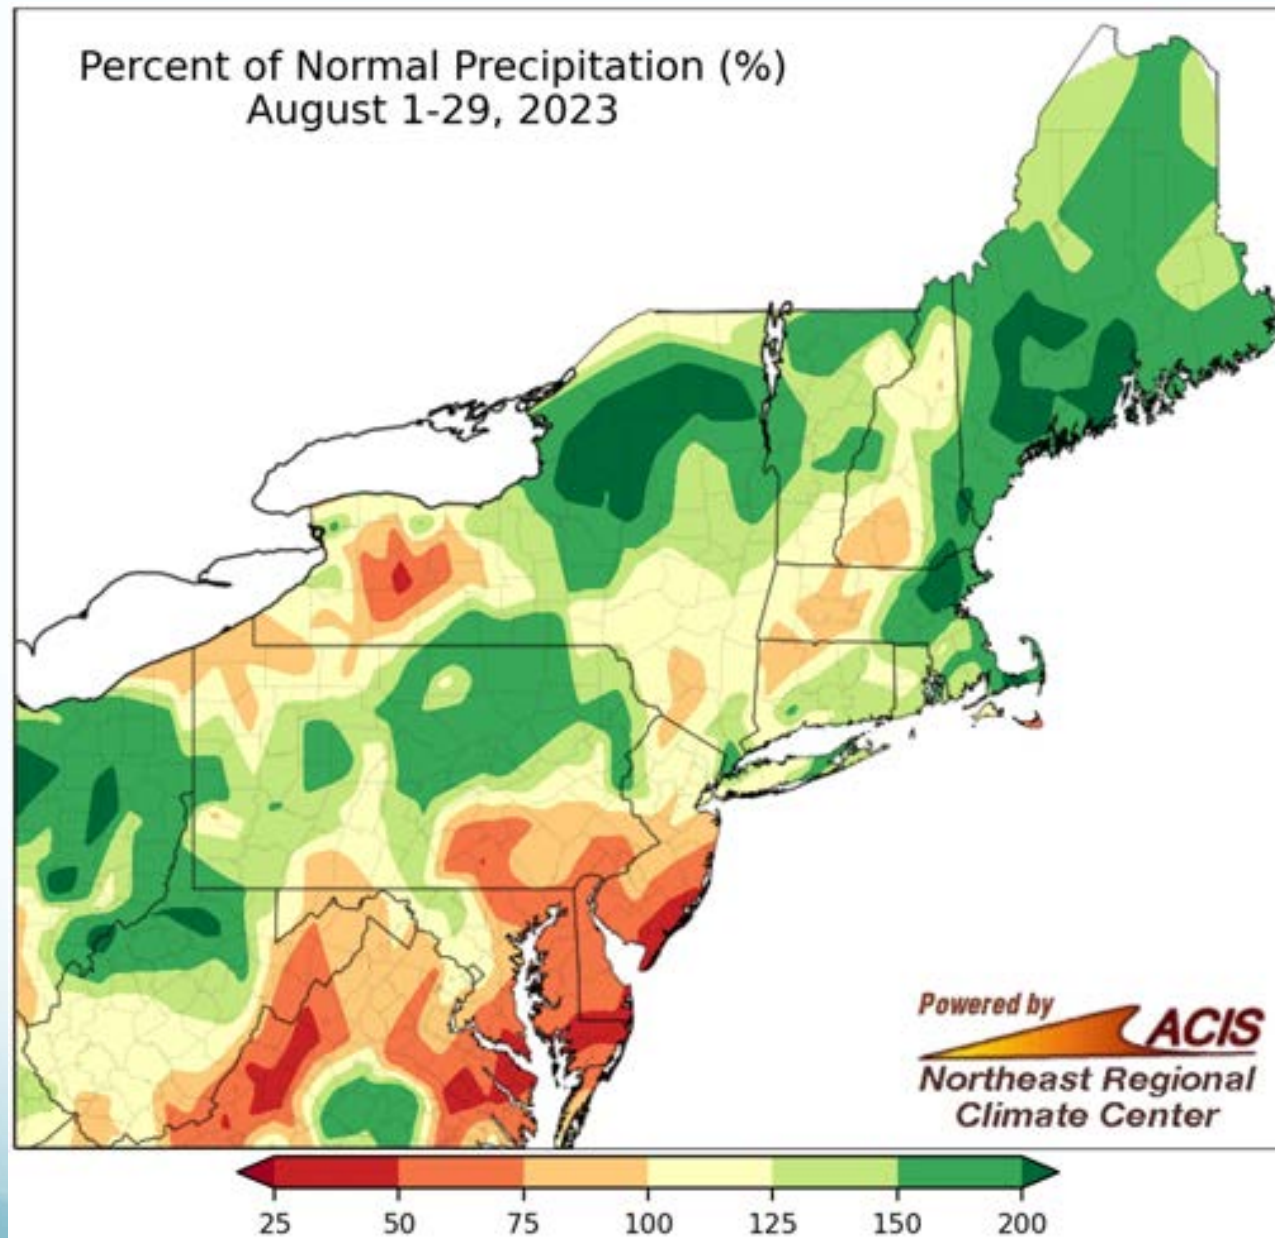 Percent of Normal Precipitation (%)
August 1-29, 2023
Powered by
ACIS
Northeast Regional
Climate Center
25 50 75 100 125 150 200